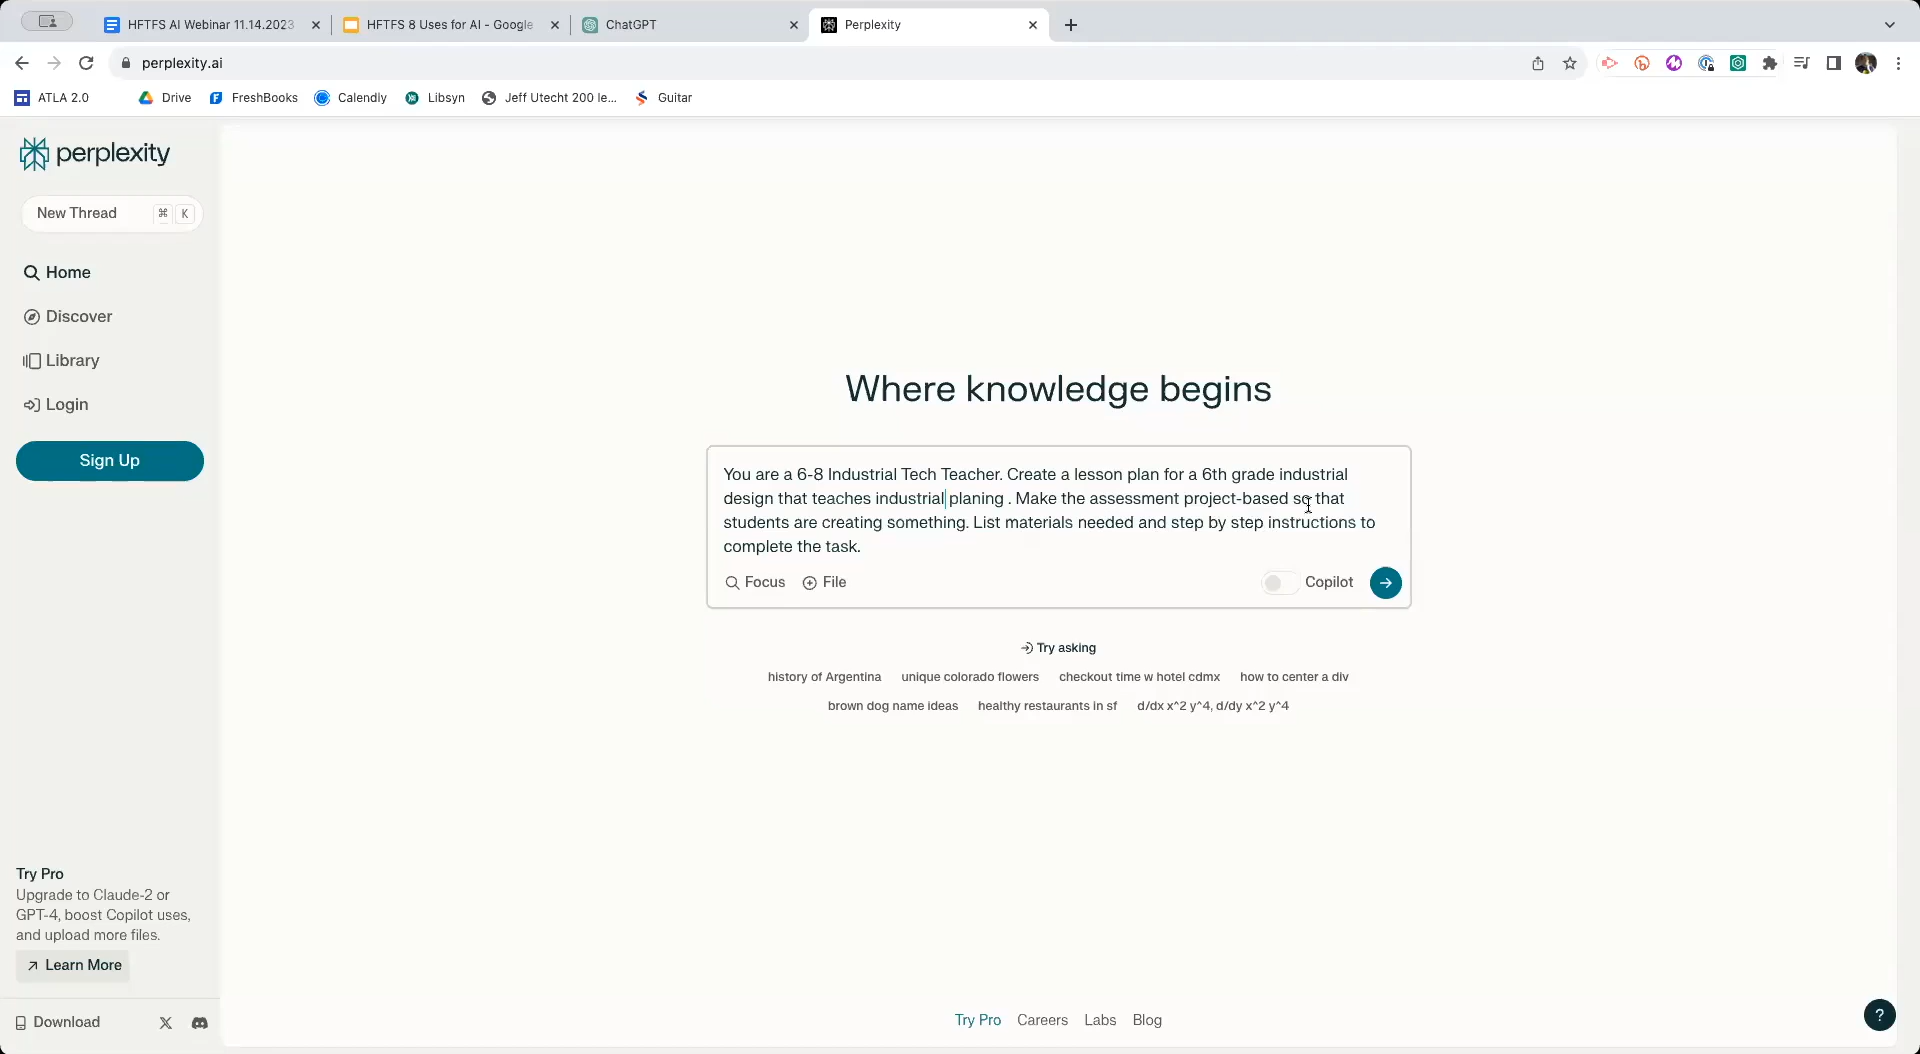 HFTFS AI Webinar 11.14.2023
HFTFS 8 Uses for AI - Google
ChatGPT
Perplexity
perplexity.ai
ATLA 2.0
Drive
FreshBooks
Calendly
Libsyn
Jeff Utecht 200 le...
Guitar
perplexity
New Thread ⌘ K
Home
Discover
Library
Login
Sign Up
Where knowledge begins
You are a 6-8 Industrial Tech Teacher. Create a lesson plan for a 6th grade industrial
design that teaches industrial planing . Make the assessment project-based so that
students are creating something. List materials needed and step by step instructions to
complete the task.
Focus
File
Copilot
Try asking
history of Argentina
unique colorado flowers
checkout time w hotel cdmx
how to center a div
brown dog name ideas
healthy restaurants in sf
d/dx x^2 y^4, d/dy x^2 y^4
Try Pro
Upgrade to Claude-2 or
GPT-4, boost Copilot uses,
and upload more files.
Learn More
Download
Try Pro
Careers
Labs
Blog
?